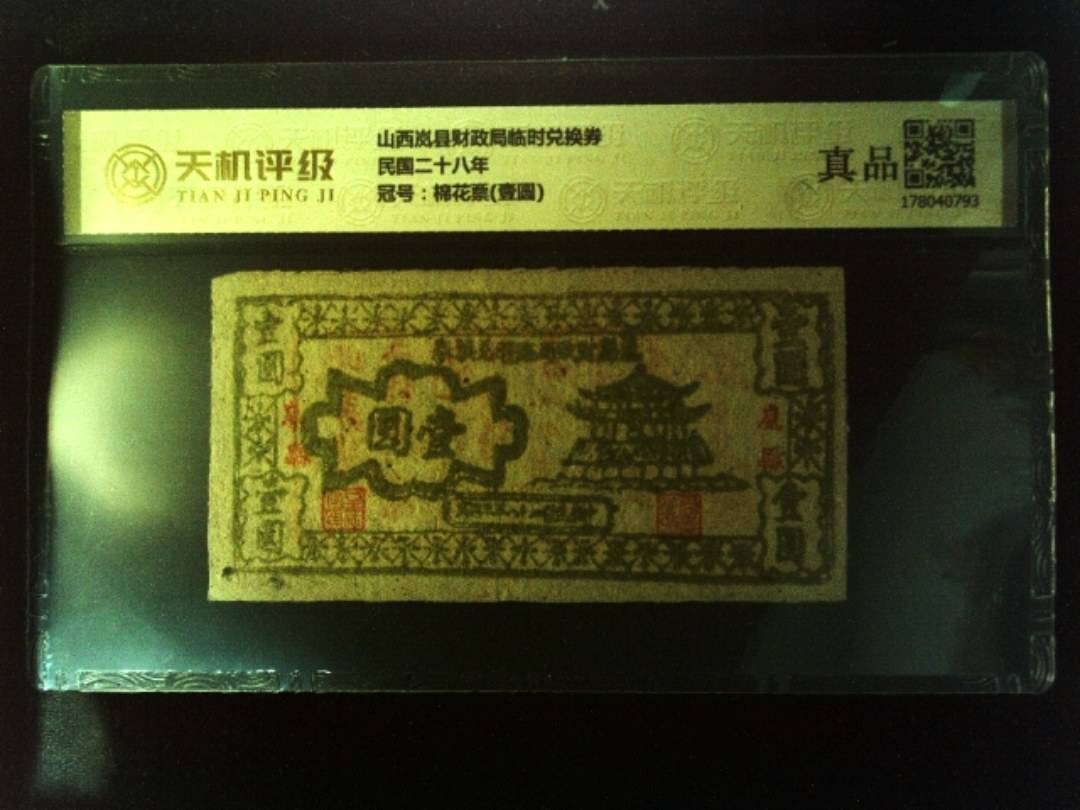 天机评级
TIAN JI PING JI
山西岚县财政局临时兑换券
民国二十八年
冠号：棉花票(壹圆)
真品
178040793
壹圆
壹圆
圆壹
壹圆
壹圆